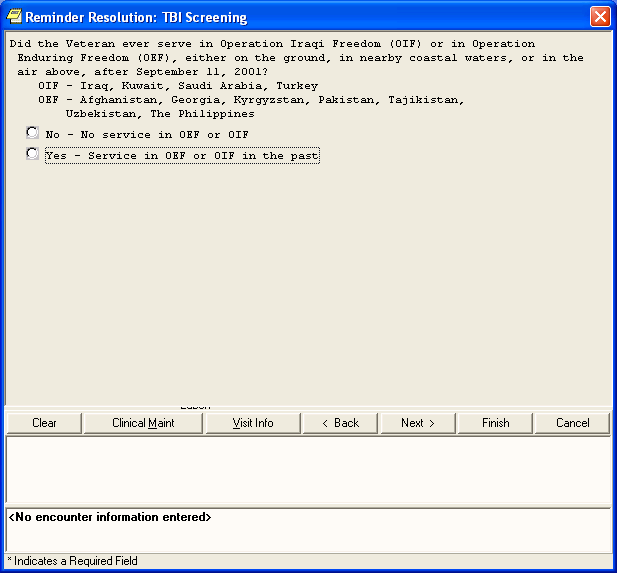 Reminder Resolution: TBI Screening
Did the Veteran ever serve in Operation Iraqi Freedom (OIF) or in Operation
Enduring Freedom (OEF), either on the ground, in nearby coastal waters, or in the
air above, after September 11, 2001?
OIF - Iraq, Kuwait, Saudi Arabia, Turkey
OEF - Afghanistan, Georgia, Kyrgyzstan, Pakistan, Tajikistan,
Uzbekistan, The Philippines
No - No service in OEF or OIF
Yes - Service in OEF or OIF in the past
Clear Clinical Maint Visit Info < Back Next > Finish Cancel
<No encounter information entered>
* Indicates a Required Field